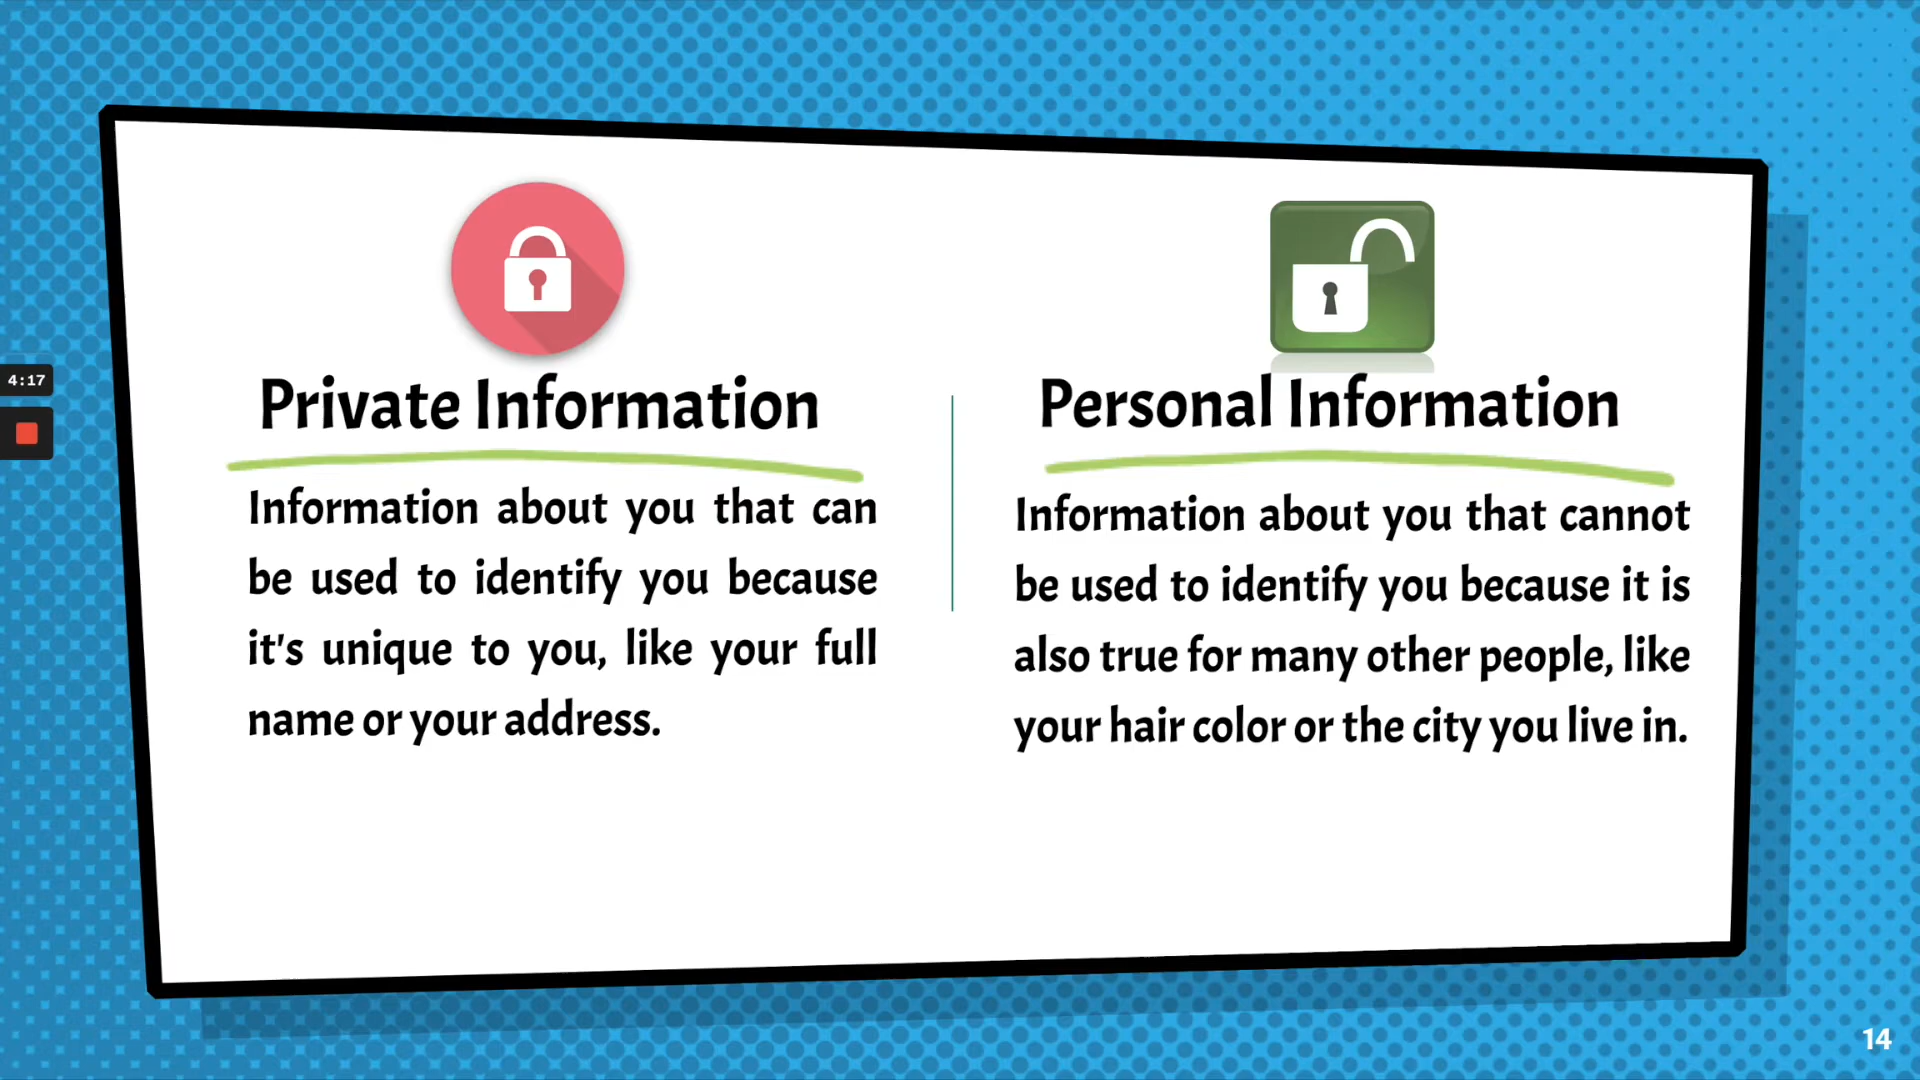 4:17
Private Information
Information about you that can
be used to identify you because
it's unique to you, like your full
name or your address.
Personal Information
Information about you that cannot
be used to identify you because it is
also true for many other people, like
your hair color or the city you live in.
14